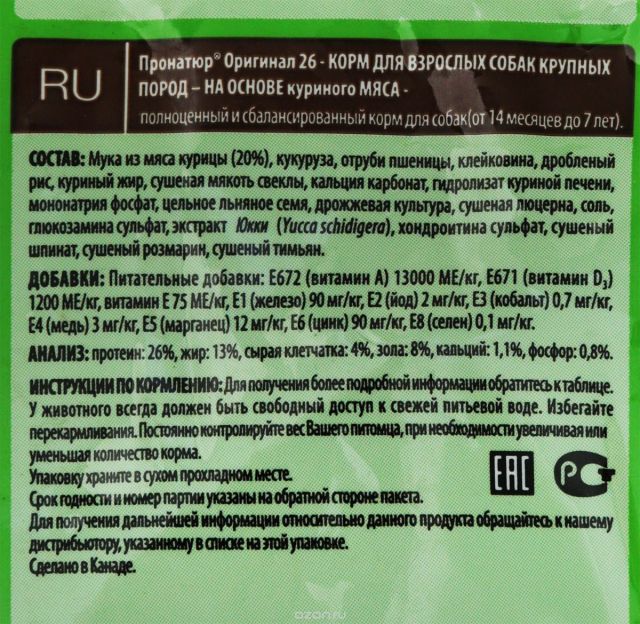 RU
Пронатюр® Оригинал 26 - КОРМ ДЛЯ ВЗРОСЛЫХ СОБАК КРУПНЫХ
ПОРОД – НА ОСНОВЕ куриного МЯСА -
полноценный и сбалансированный корм для собак(от 14 месяцев до 7 лет).
СОСТАВ: Мука из мяса курицы (20%), кукуруза, отруби пшеницы, клейковина, дробленый
рис, куриный жир, сушеная мякоть свеклы, кальция карбонат, гидролизат куриной печени,
мононатрия фосфат, цельное льняное семя, дрожжевая культура, сушеная люцерна, соль,
глюкозамина сульфат, экстракт Юкки (Yucca schidigera), хондроитина сульфат, сушеный
шпинат, сушеный розмарин, сушеный тимьян.
ДОБАВКИ: Питательные добавки: E672 (витамин А) 13000 МЕ/кг, E671 (витамин D₃)
1200 МЕ/кг, витамин Е 75 МЕ/кг, E1 (железо) 90 мг/кг, E2 (йод) 2 мг/кг, E3 (кобальт) 0,7 мг/кг,
E4 (медь) 3 мг/кг, E5 (марганец) 12 мг/кг, E6 (цинк) 90 мг/кг, E8 (селен) 0,1 мг/кг.
АНАЛИЗ: протеин: 26%, жир: 13%, сырая клетчатка: 4%, зола: 8%, кальций: 1,1%, фосфор: 0,8%.
ИНСТРУКЦИИ ПО КОРМЛЕНИЮ: Для получения более подробной информации обратитесь к таблице.
У животного всегда должен быть свободный доступ к свежей питьевой воде. Избегайте
перекармливания. Постоянно контролируйте вес Вашего питомца, при необходимости увеличивая или
уменьшая количество корма.
Упаковку храните в сухом прохладном месте.
Срок годности и номер партии указаны на обратной стороне пакета.
Для получения дальнейшей информации относительно данного продукта обращайтесь к нашему
дистрибьютору, указанному в списке на этой упаковке.
Сделано в Канаде.
EAC
РСТ
ozon.ru